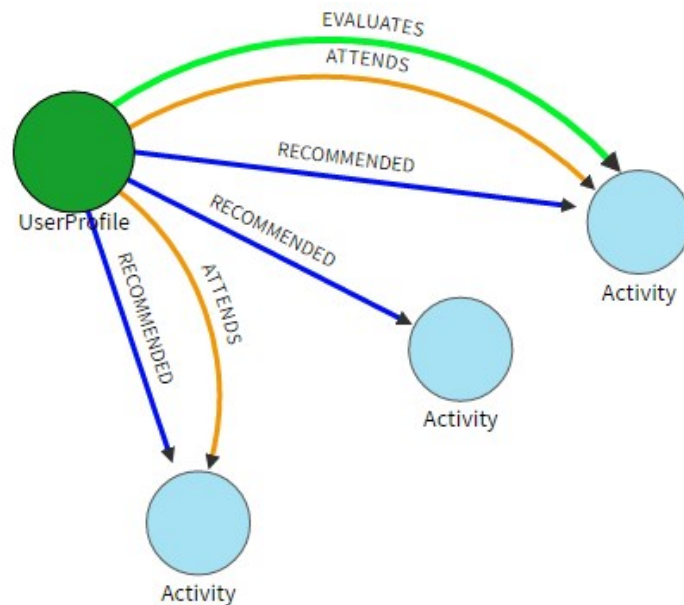 EVALUATES
ATTENDS
RECOMMENDED
UserProfile
RECOMMENDED
RECOMMENDED
ATTENDS
Activity
Activity
Activity